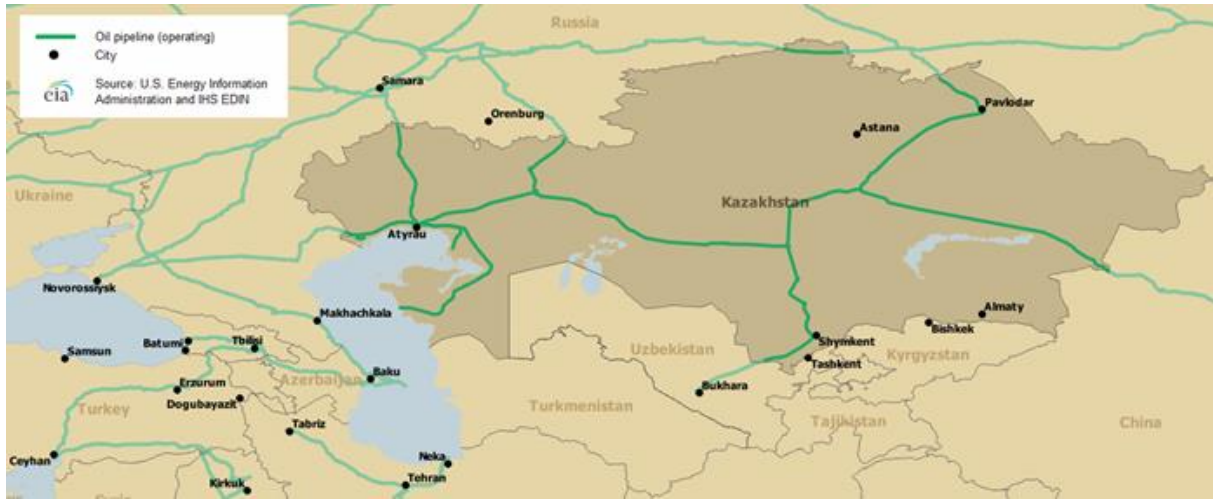 Oil pipeline (operating)
City
eia
Source: U.S. Energy Information
Administration and IHS EDIN
Russia
Samara
Orenburg
Pavlodar
Astana
Ukraine
Kazakhstan
Atyrau
Novorossiysk
Makhachkala
Almaty
Bishkek
Shymkent
Batumi
Tbilisi
Samsun
Uzbekistan
Kyrgyzstan
Tashkent
Azerbaijan
Baku
Erzurum
Bukhara
Dogubayazit
Turkey
Turkmenistan
Tajikistan
China
Tabriz
Ceyhan
Neka
Tehran
Kirkuk